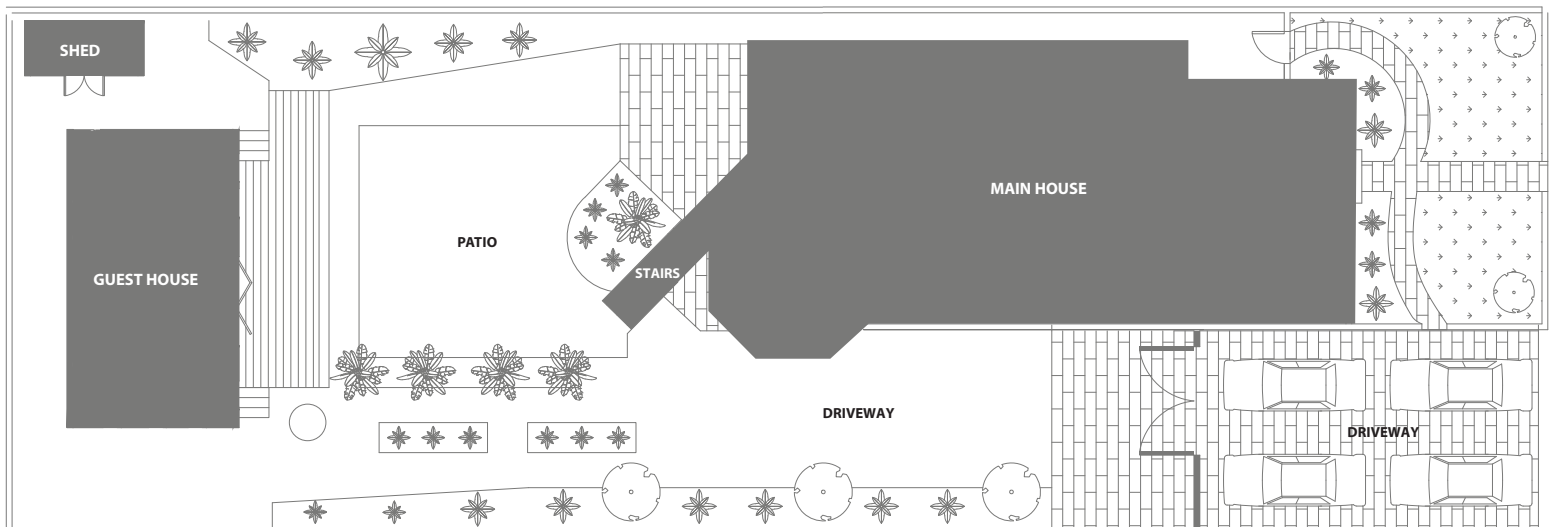 SHED
MAIN HOUSE
PATIO
STAIRS
GUEST HOUSE
DRIVEWAY
DRIVEWAY